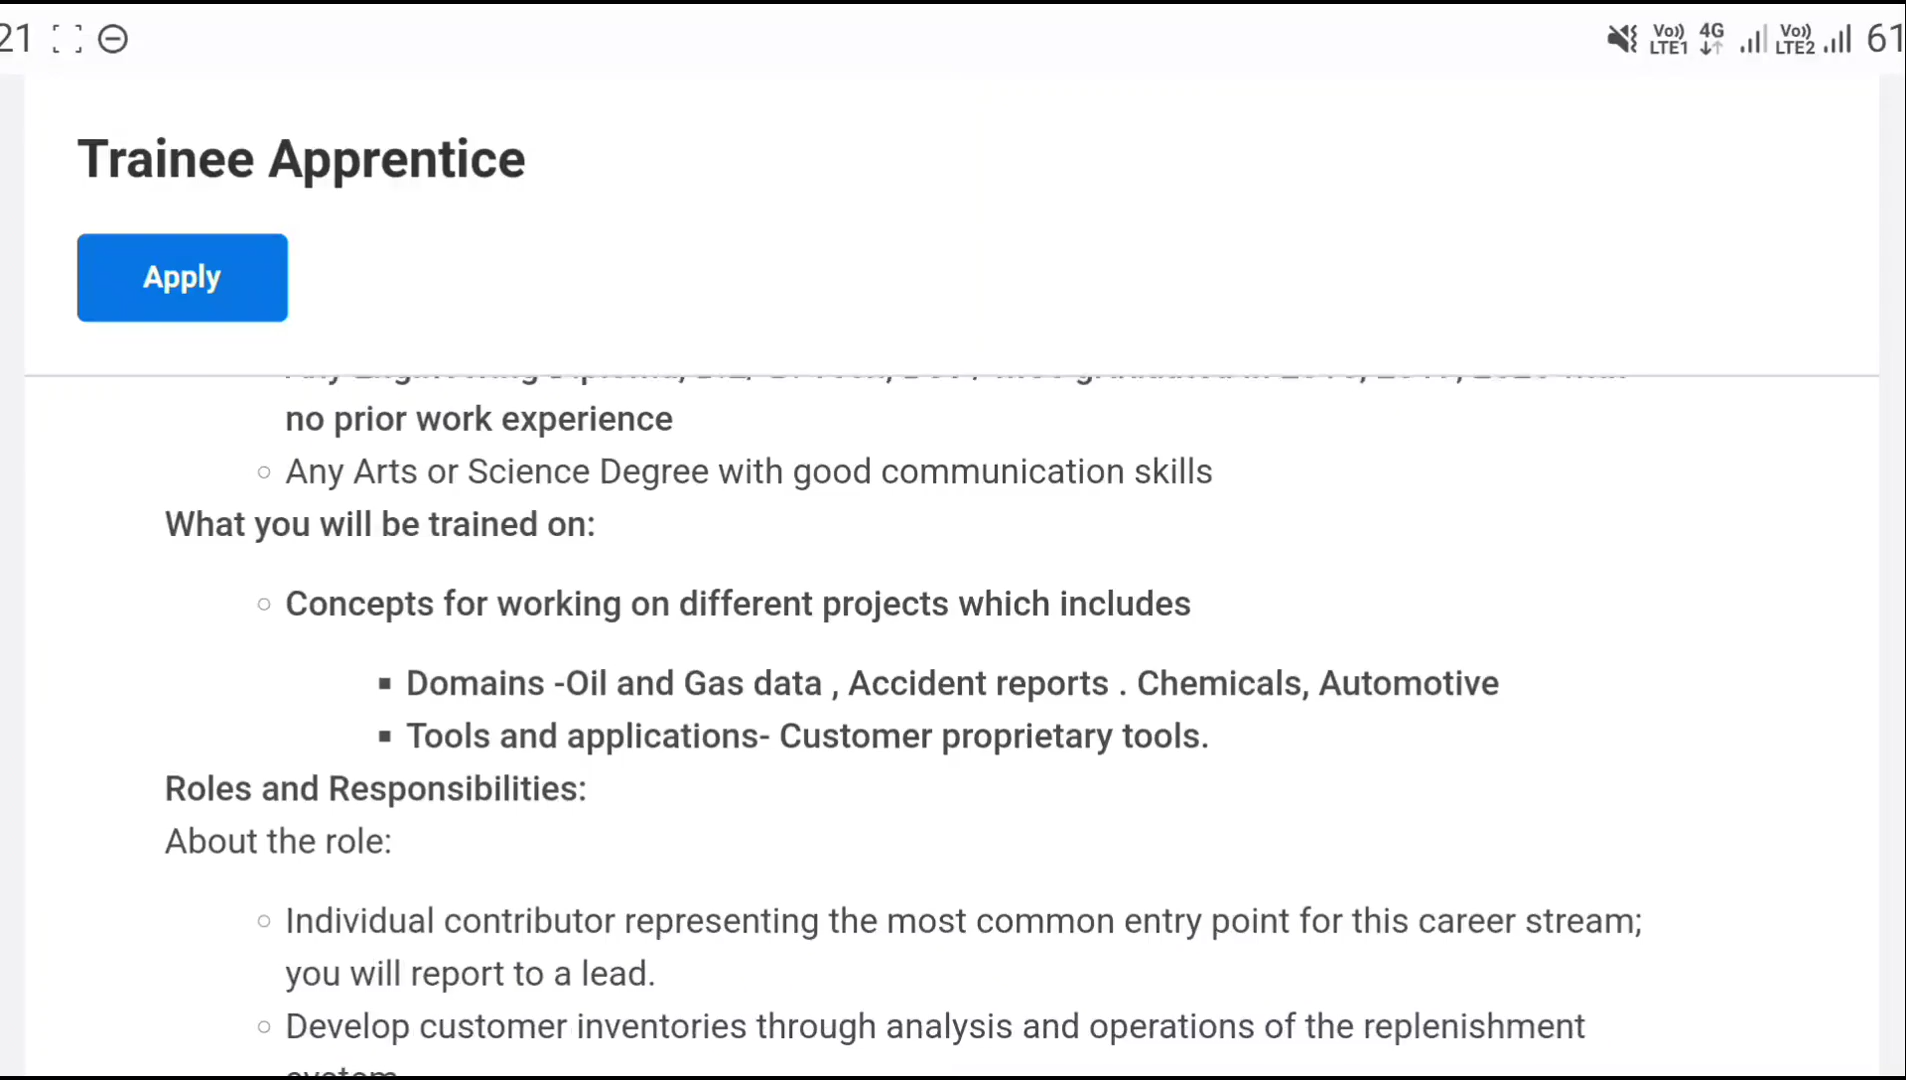 21
Vo)) LTE1 4G Vo)) LTE2 61
Trainee Apprentice
Apply
no prior work experience
Any Arts or Science Degree with good communication skills
What you will be trained on:
Concepts for working on different projects which includes
Domains -Oil and Gas data , Accident reports . Chemicals, Automotive
Tools and applications- Customer proprietary tools.
Roles and Responsibilities:
About the role:
Individual contributor representing the most common entry point for this career stream;
you will report to a lead.
Develop customer inventories through analysis and operations of the replenishment